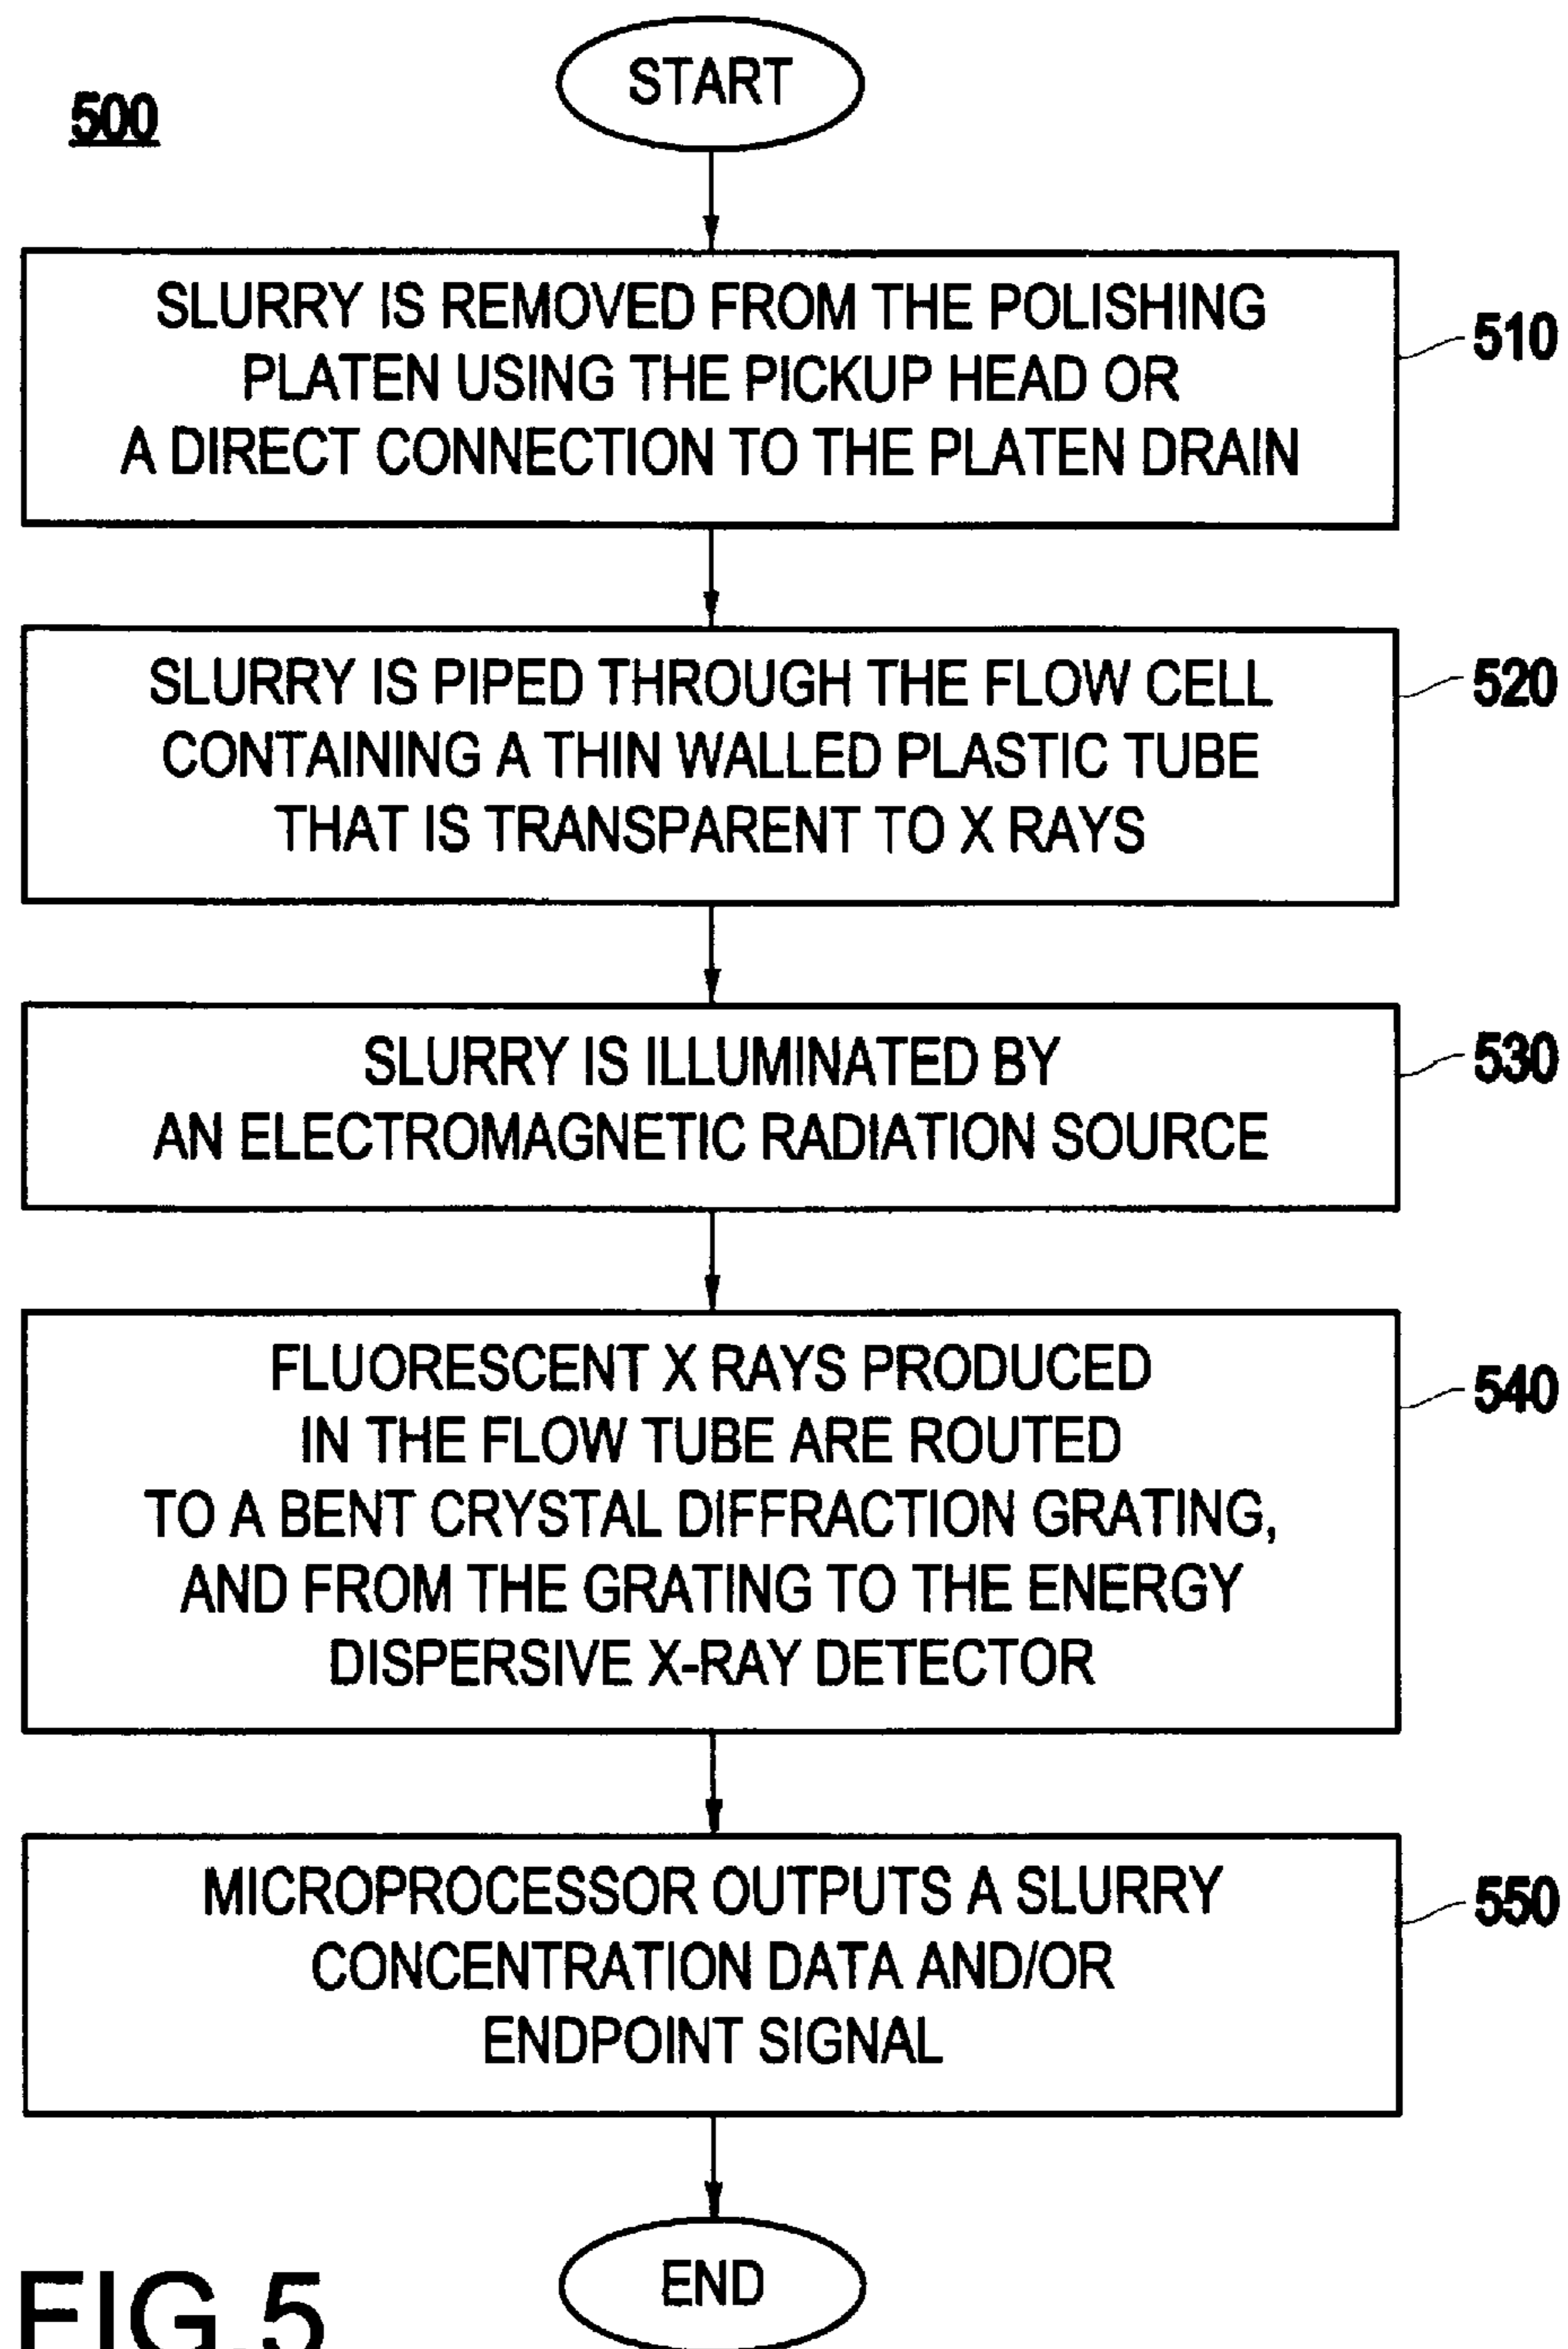 START
500
SLURRY IS REMOVED FROM THE POLISHING
PLATEN USING THE PICKUP HEAD OR
A DIRECT CONNECTION TO THE PLATEN DRAIN
510
SLURRY IS PIPED THROUGH THE FLOW CELL
CONTAINING A THIN WALLED PLASTIC TUBE
THAT IS TRANSPARENT TO X RAYS
520
SLURRY IS ILLUMINATED BY
AN ELECTROMAGNETIC RADIATION SOURCE
530
FLUORESCENT X RAYS PRODUCED
IN THE FLOW TUBE ARE ROUTED
TO A BENT CRYSTAL DIFFRACTION GRATING,
AND FROM THE GRATING TO THE ENERGY
DISPERSIVE X-RAY DETECTOR
540
MICROPROCESSOR OUTPUTS A SLURRY
CONCENTRATION DATA AND/OR
ENDPOINT SIGNAL
550
END
FIG.5